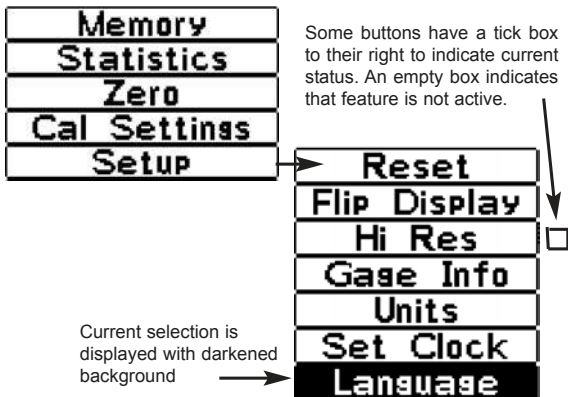 Memory
Statistics
Zero
Cal Settings
Setup
Some buttons have a tick box
to their right to indicate current
status. An empty box indicates
that feature is not active.
Reset
Flip Display
Hi Res
Gage Info
Units
Set Clock
Language
Current selection is
displayed with darkened
background